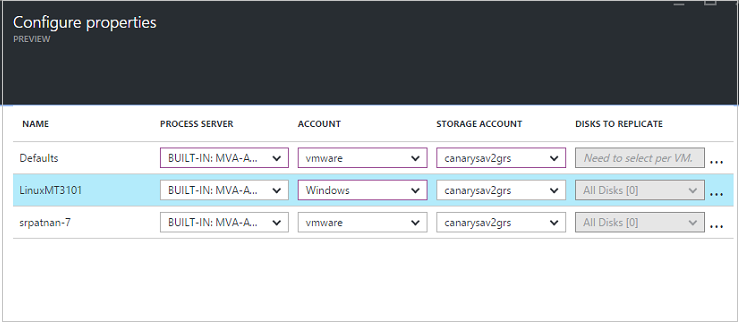 Configure properties
PREVIEW
NAME PROCESS SERVER ACCOUNT STORAGE ACCOUNT DISKS TO REPLICATE
Defaults BUILT-IN: MVA-A... vmware canarysav2grs Need to select per VM. ...
LinuxMT3101 BUILT-IN: MVA-A... Windows canarysav2grs All Disks [0] ...
srpatnan-7 BUILT-IN: MVA-A... vmware canarysav2grs All Disks [0] ...